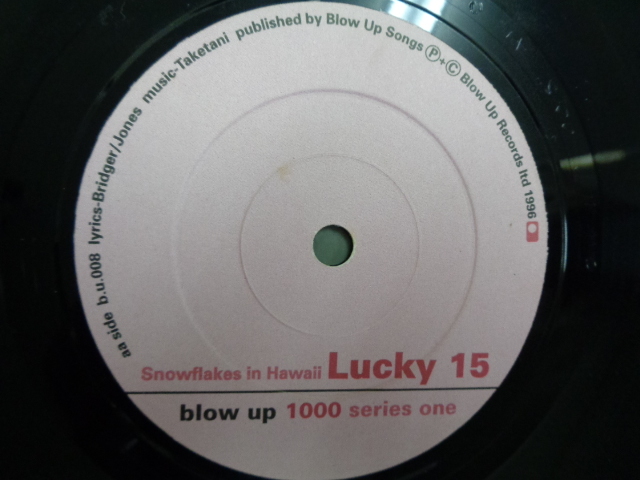 aa side b.u.008 lyrics-Bridger/Jones music-Taketani published by Blow Up Songs Ⓟ+© Blow Up Records ltd 1996
Snowflakes in Hawaii Lucky 15
blow up 1000 series one